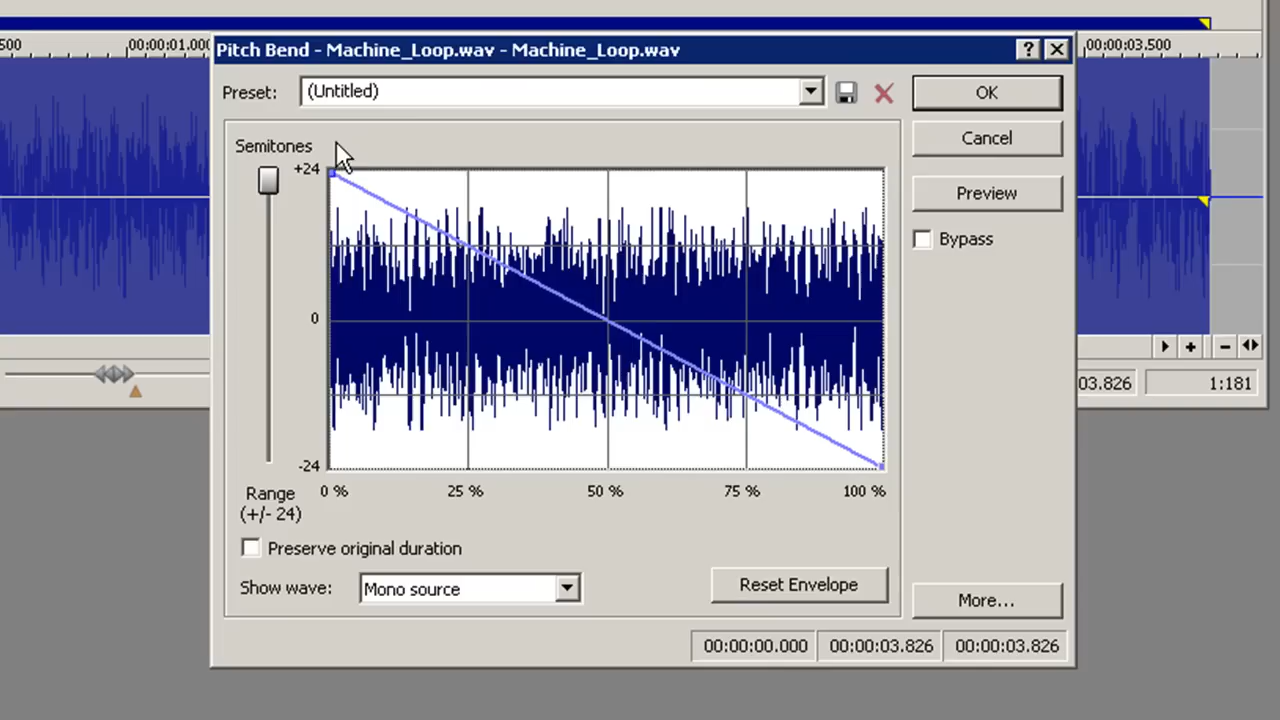 500
00:00:01.000
00:00:03.500
Pitch Bend - Machine_Loop.wav - Machine_Loop.wav
Preset:
(Untitled)
OK
Cancel
Preview
Bypass
Semitones
+24
0
-24
0 %
25 %
50 %
75 %
100 %
Range
(+/- 24)
Preserve original duration
Show wave:
Mono source
Reset Envelope
More...
00:00:00.000
00:00:03.826
00:00:03.826
03.826
1:181